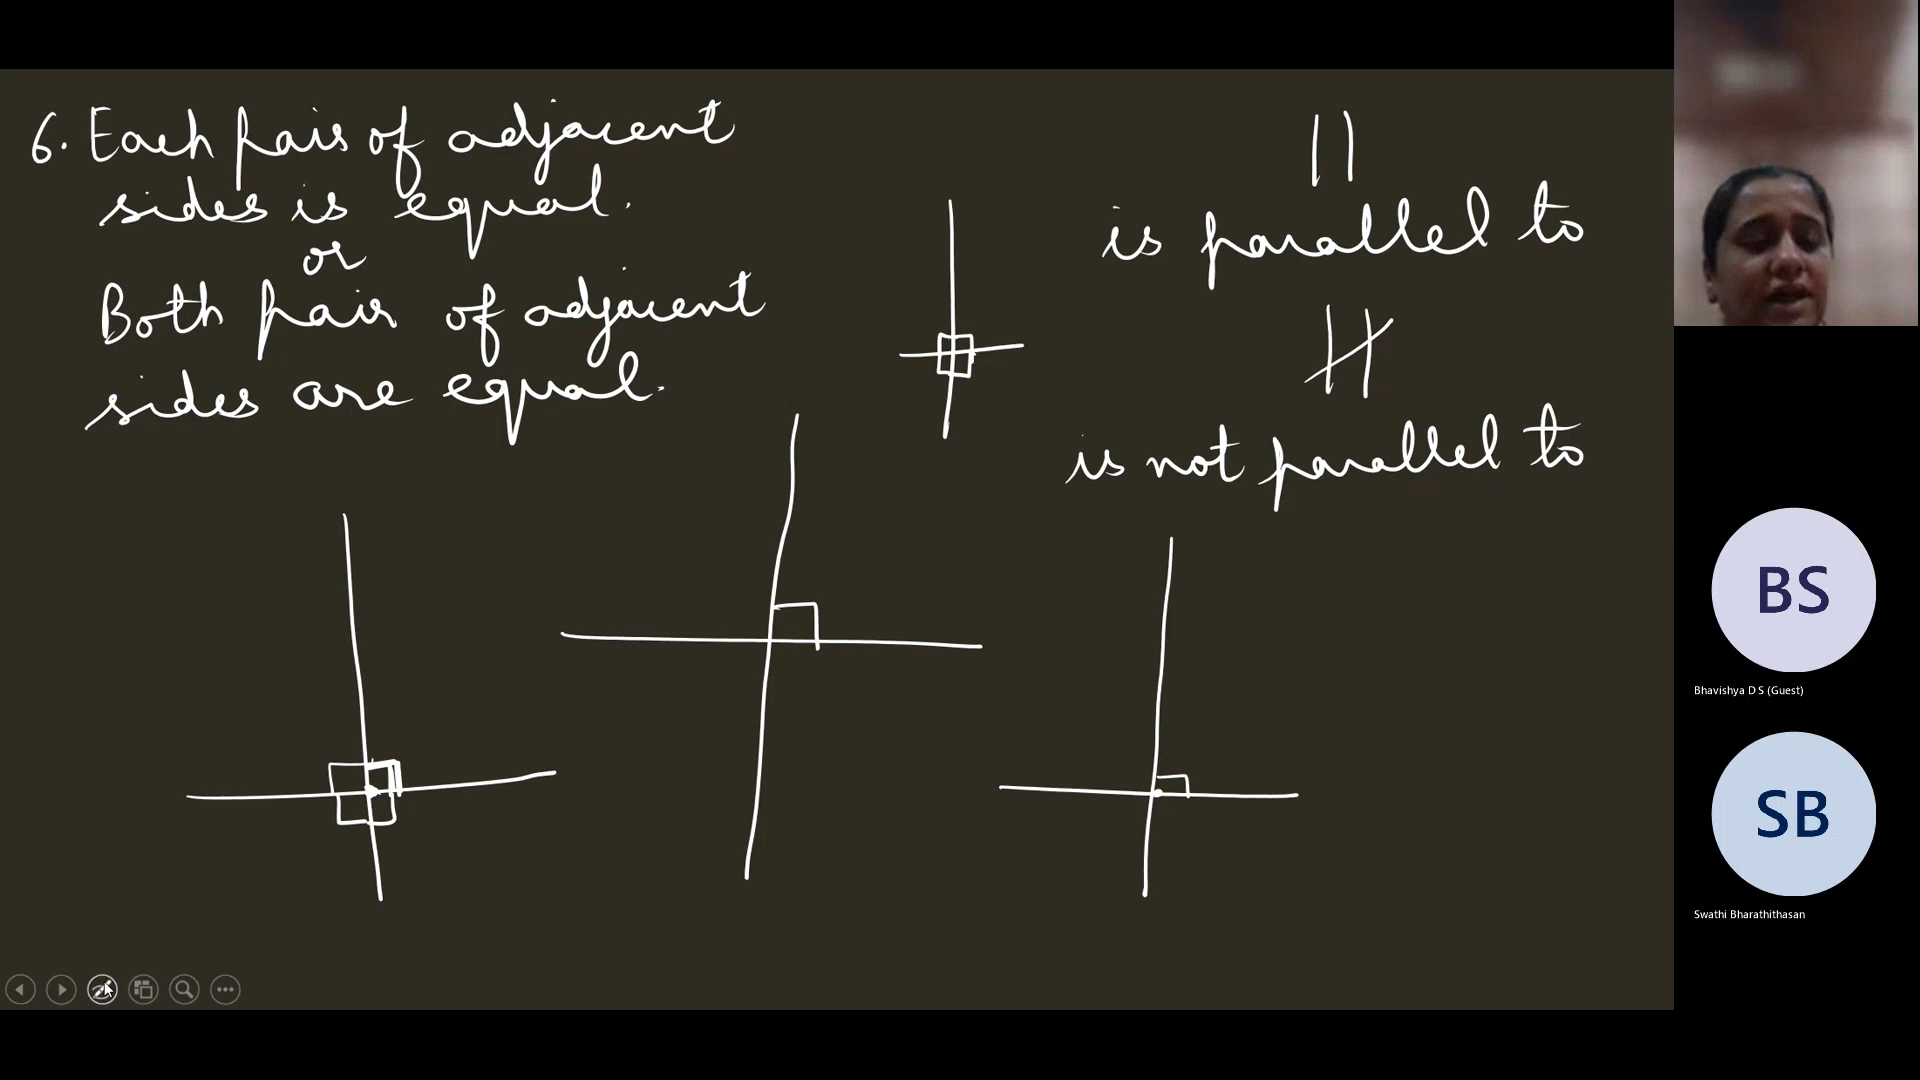 6. Each pair of adjacent
sides is equal.
or
Both pair of adjacent
sides are equal.
||
is parallel to
∦
is not parallel to
BS
Bhavishya D S (Guest)
SB
Swathi Bharathithasan